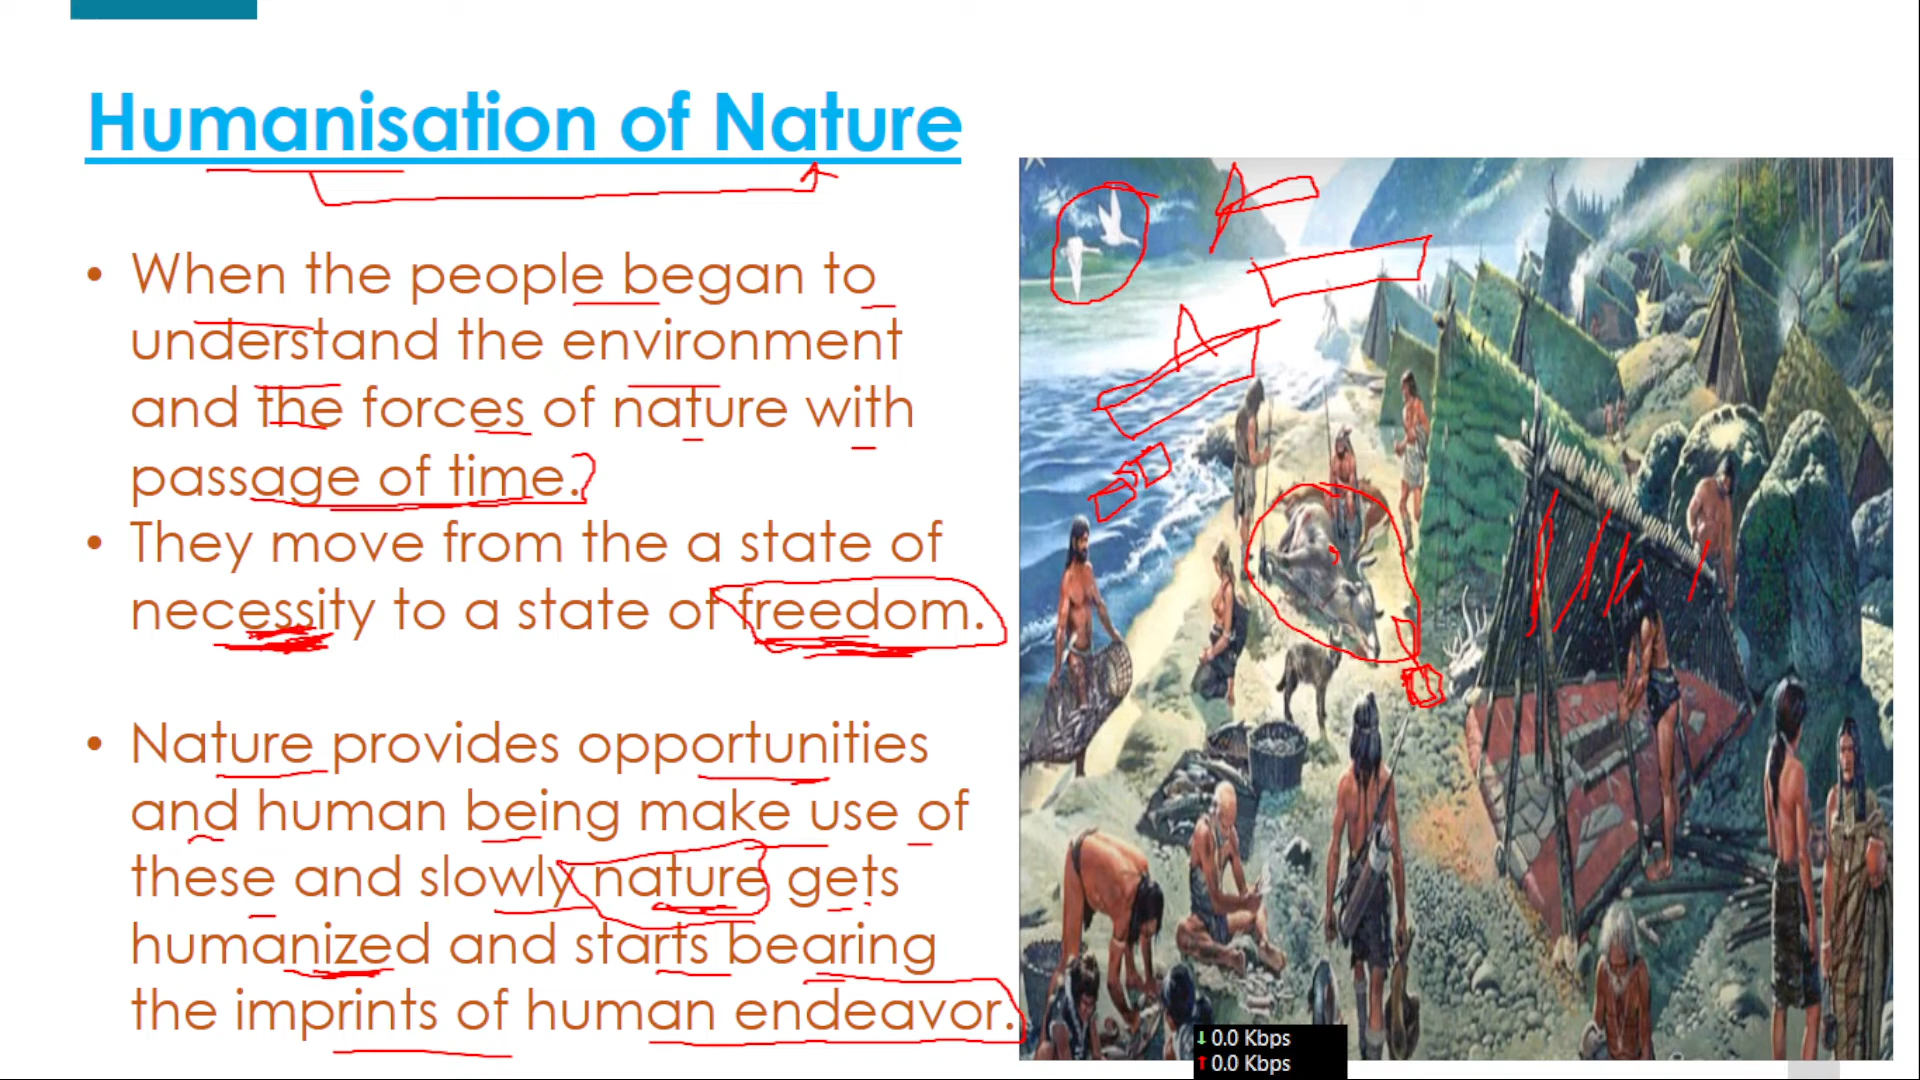 Humanisation of Nature
• When the people began to
understand the environment
and the forces of nature with
passage of time.
• They move from the a state of
necessity to a state of freedom.
• Nature provides opportunities
and human being make use of
these and slowly nature gets
humanized and starts bearing
the imprints of human endeavor.
↓ 0.0 Kbps
↑ 0.0 Kbps